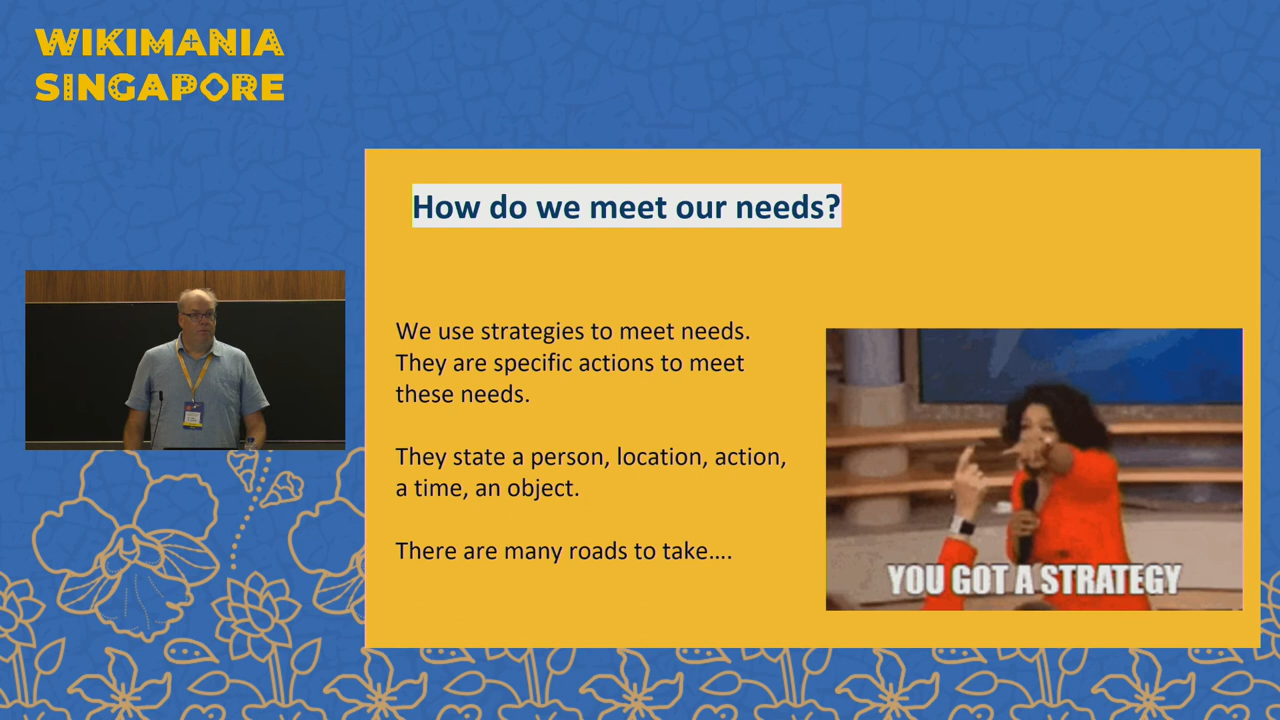 WIKIMANIA
SINGAPORE
How do we meet our needs?
We use strategies to meet needs.
They are specific actions to meet
these needs.
They state a person, location, action,
a time, an object.
There are many roads to take....
YOU GOT A STRATEGY